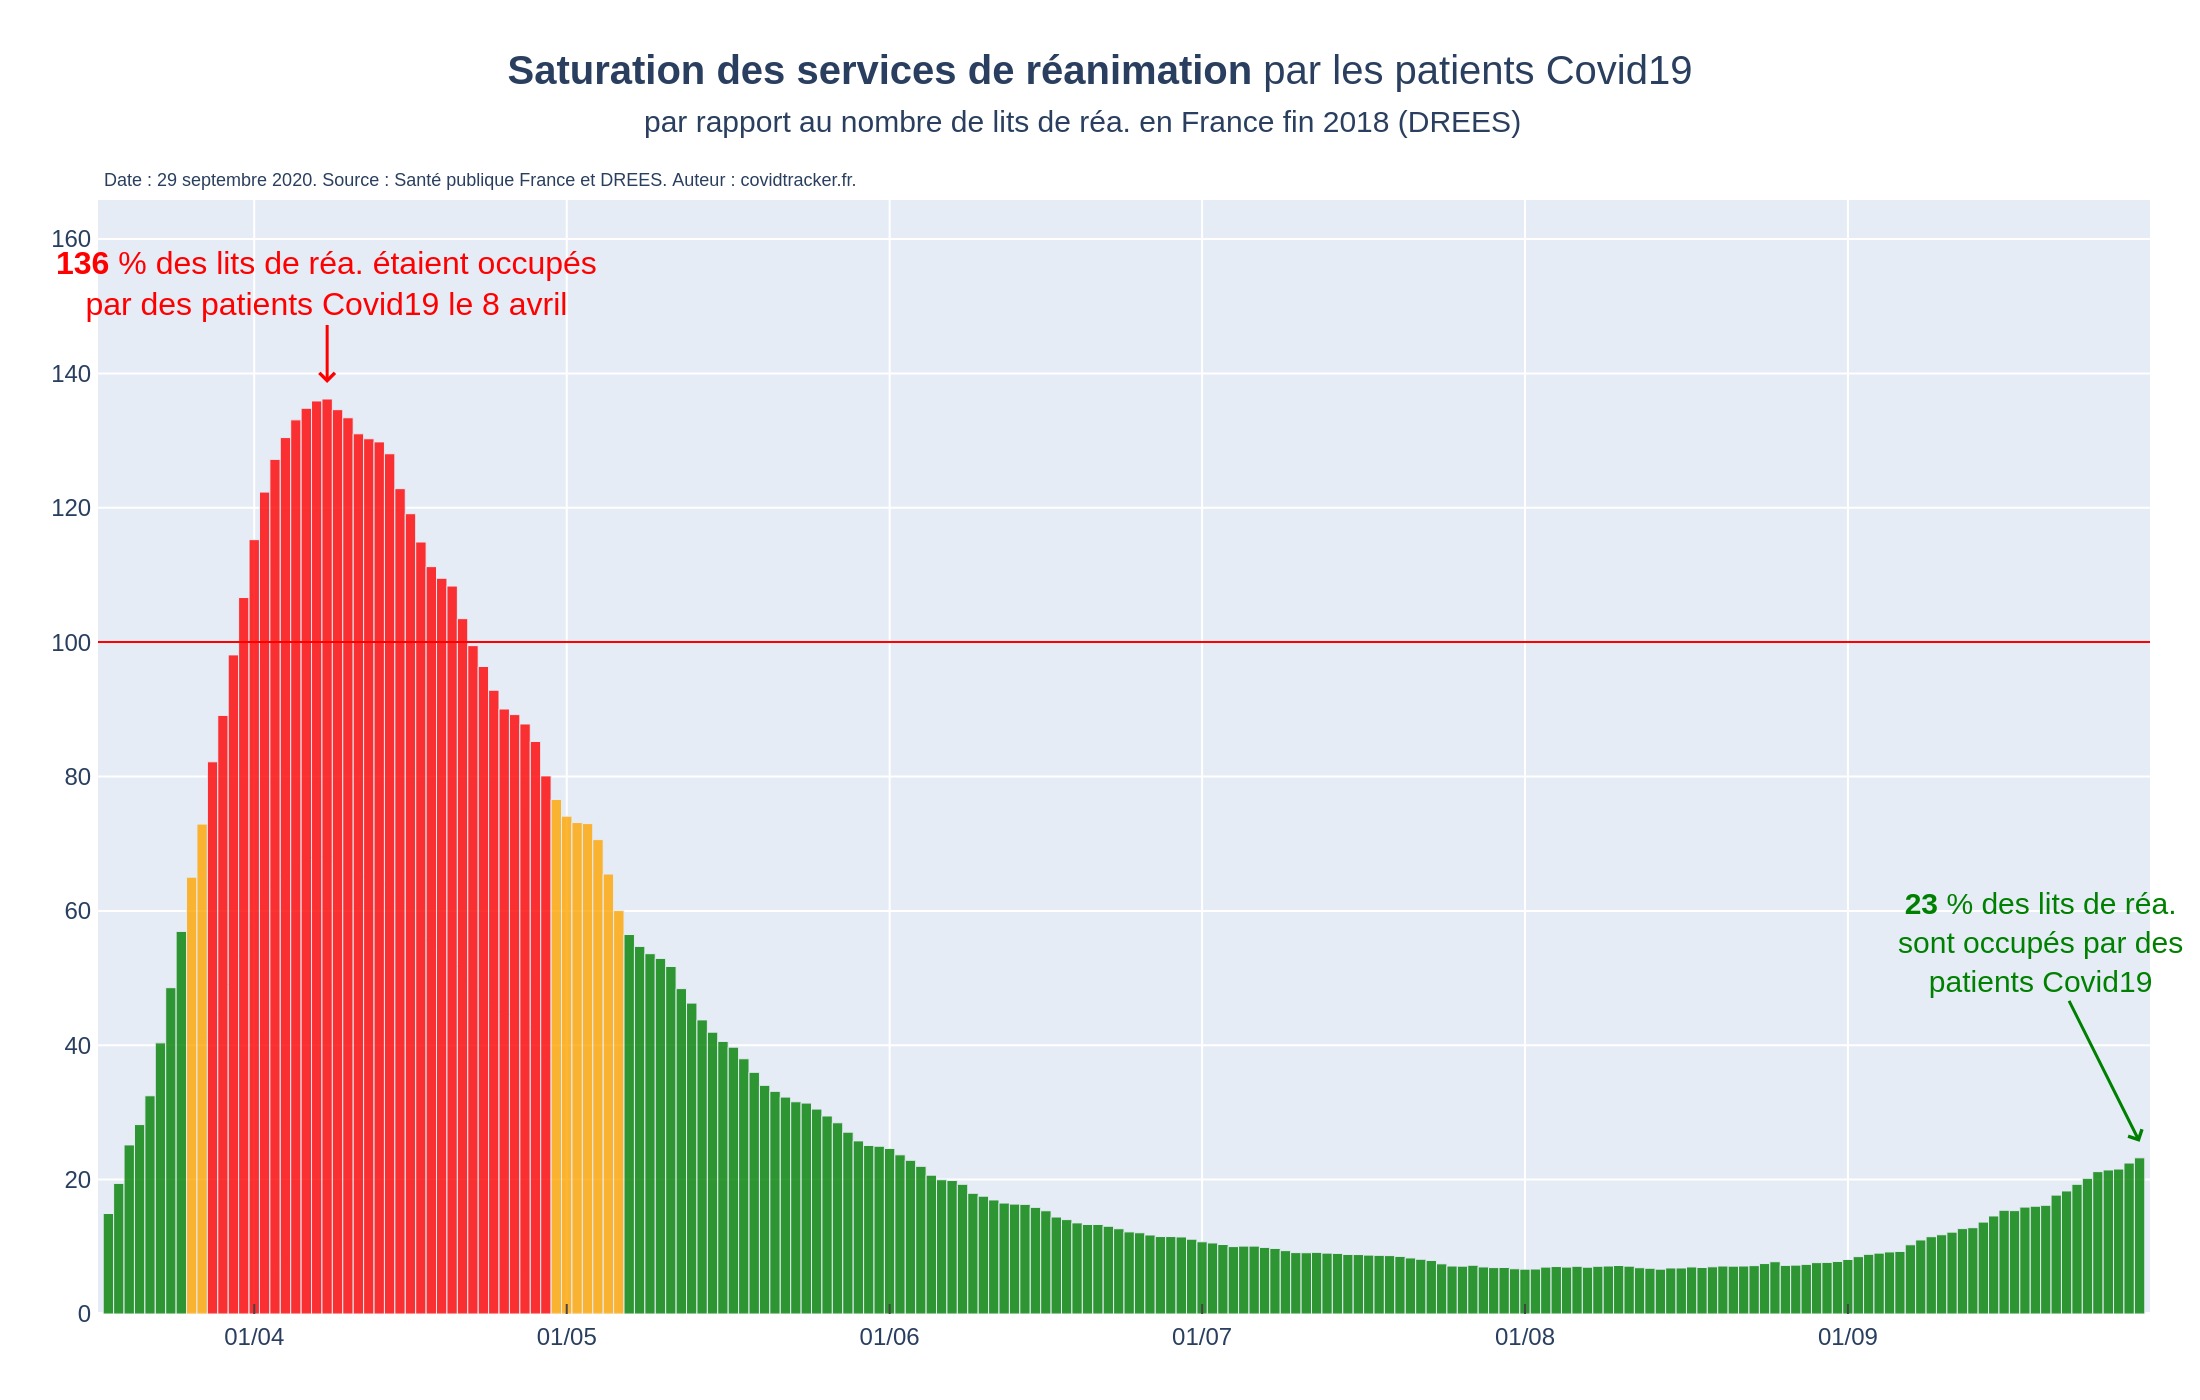 Saturation des services de réanimation par les patients Covid19
par rapport au nombre de lits de réa. en France fin 2018 (DREES)
Date : 29 septembre 2020. Source : Santé publique France et DREES. Auteur : covidtracker.fr.
160
136 % des lits de réa. étaient occupés
par des patients Covid19 le 8 avril
140
120
100
80
60
23 % des lits de réa.
sont occupés par des
patients Covid19
40
20
0
01/04 01/05 01/06 01/07 01/08 01/09